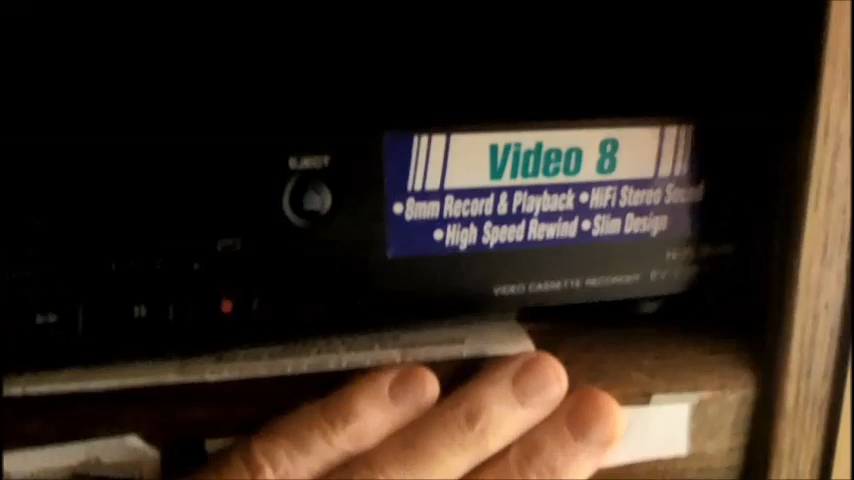 EJECT
Video 8
•8mm Record & Playback •HiFi Stereo Sound
•High Speed Rewind •Slim Design
VIDEO CASSETTE RECORDER